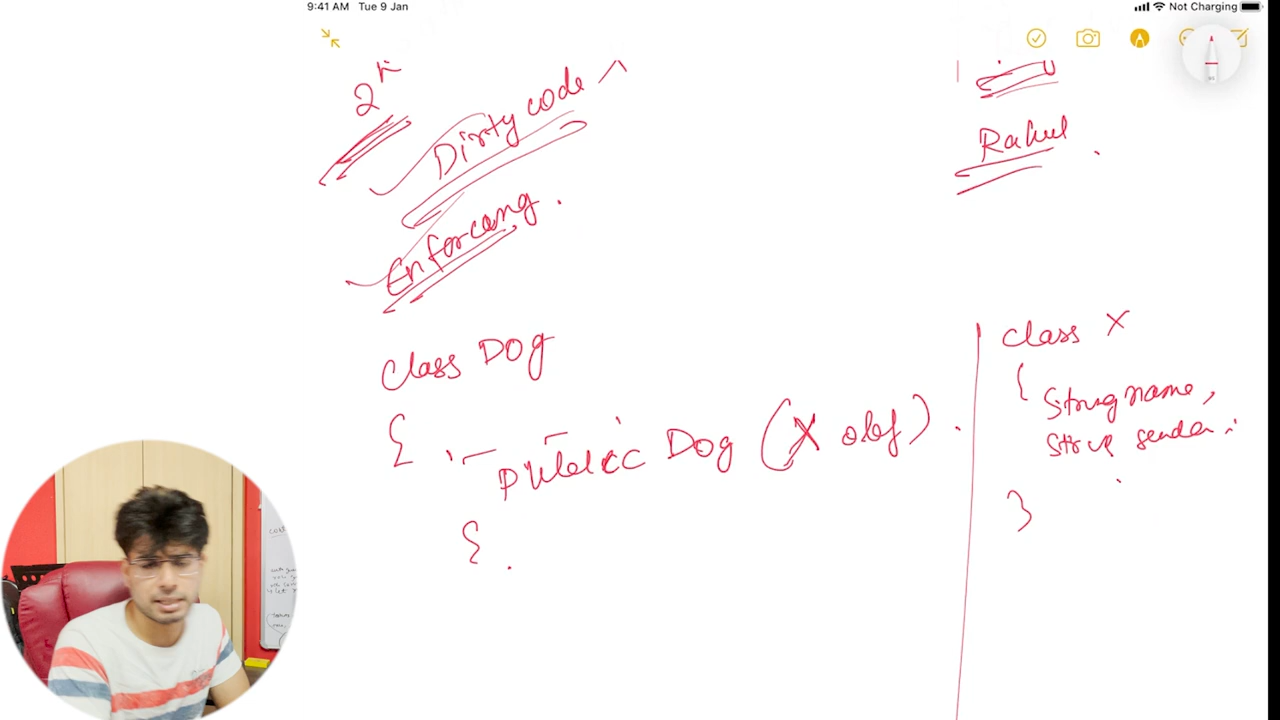 9:41 AM Tue 9 Jan
Not Charging
2^k
Dirty code
Rahul
Enforcang.
class Dog
{
public Dog (X obj)
{
class X
{
String name,
String gender;
}